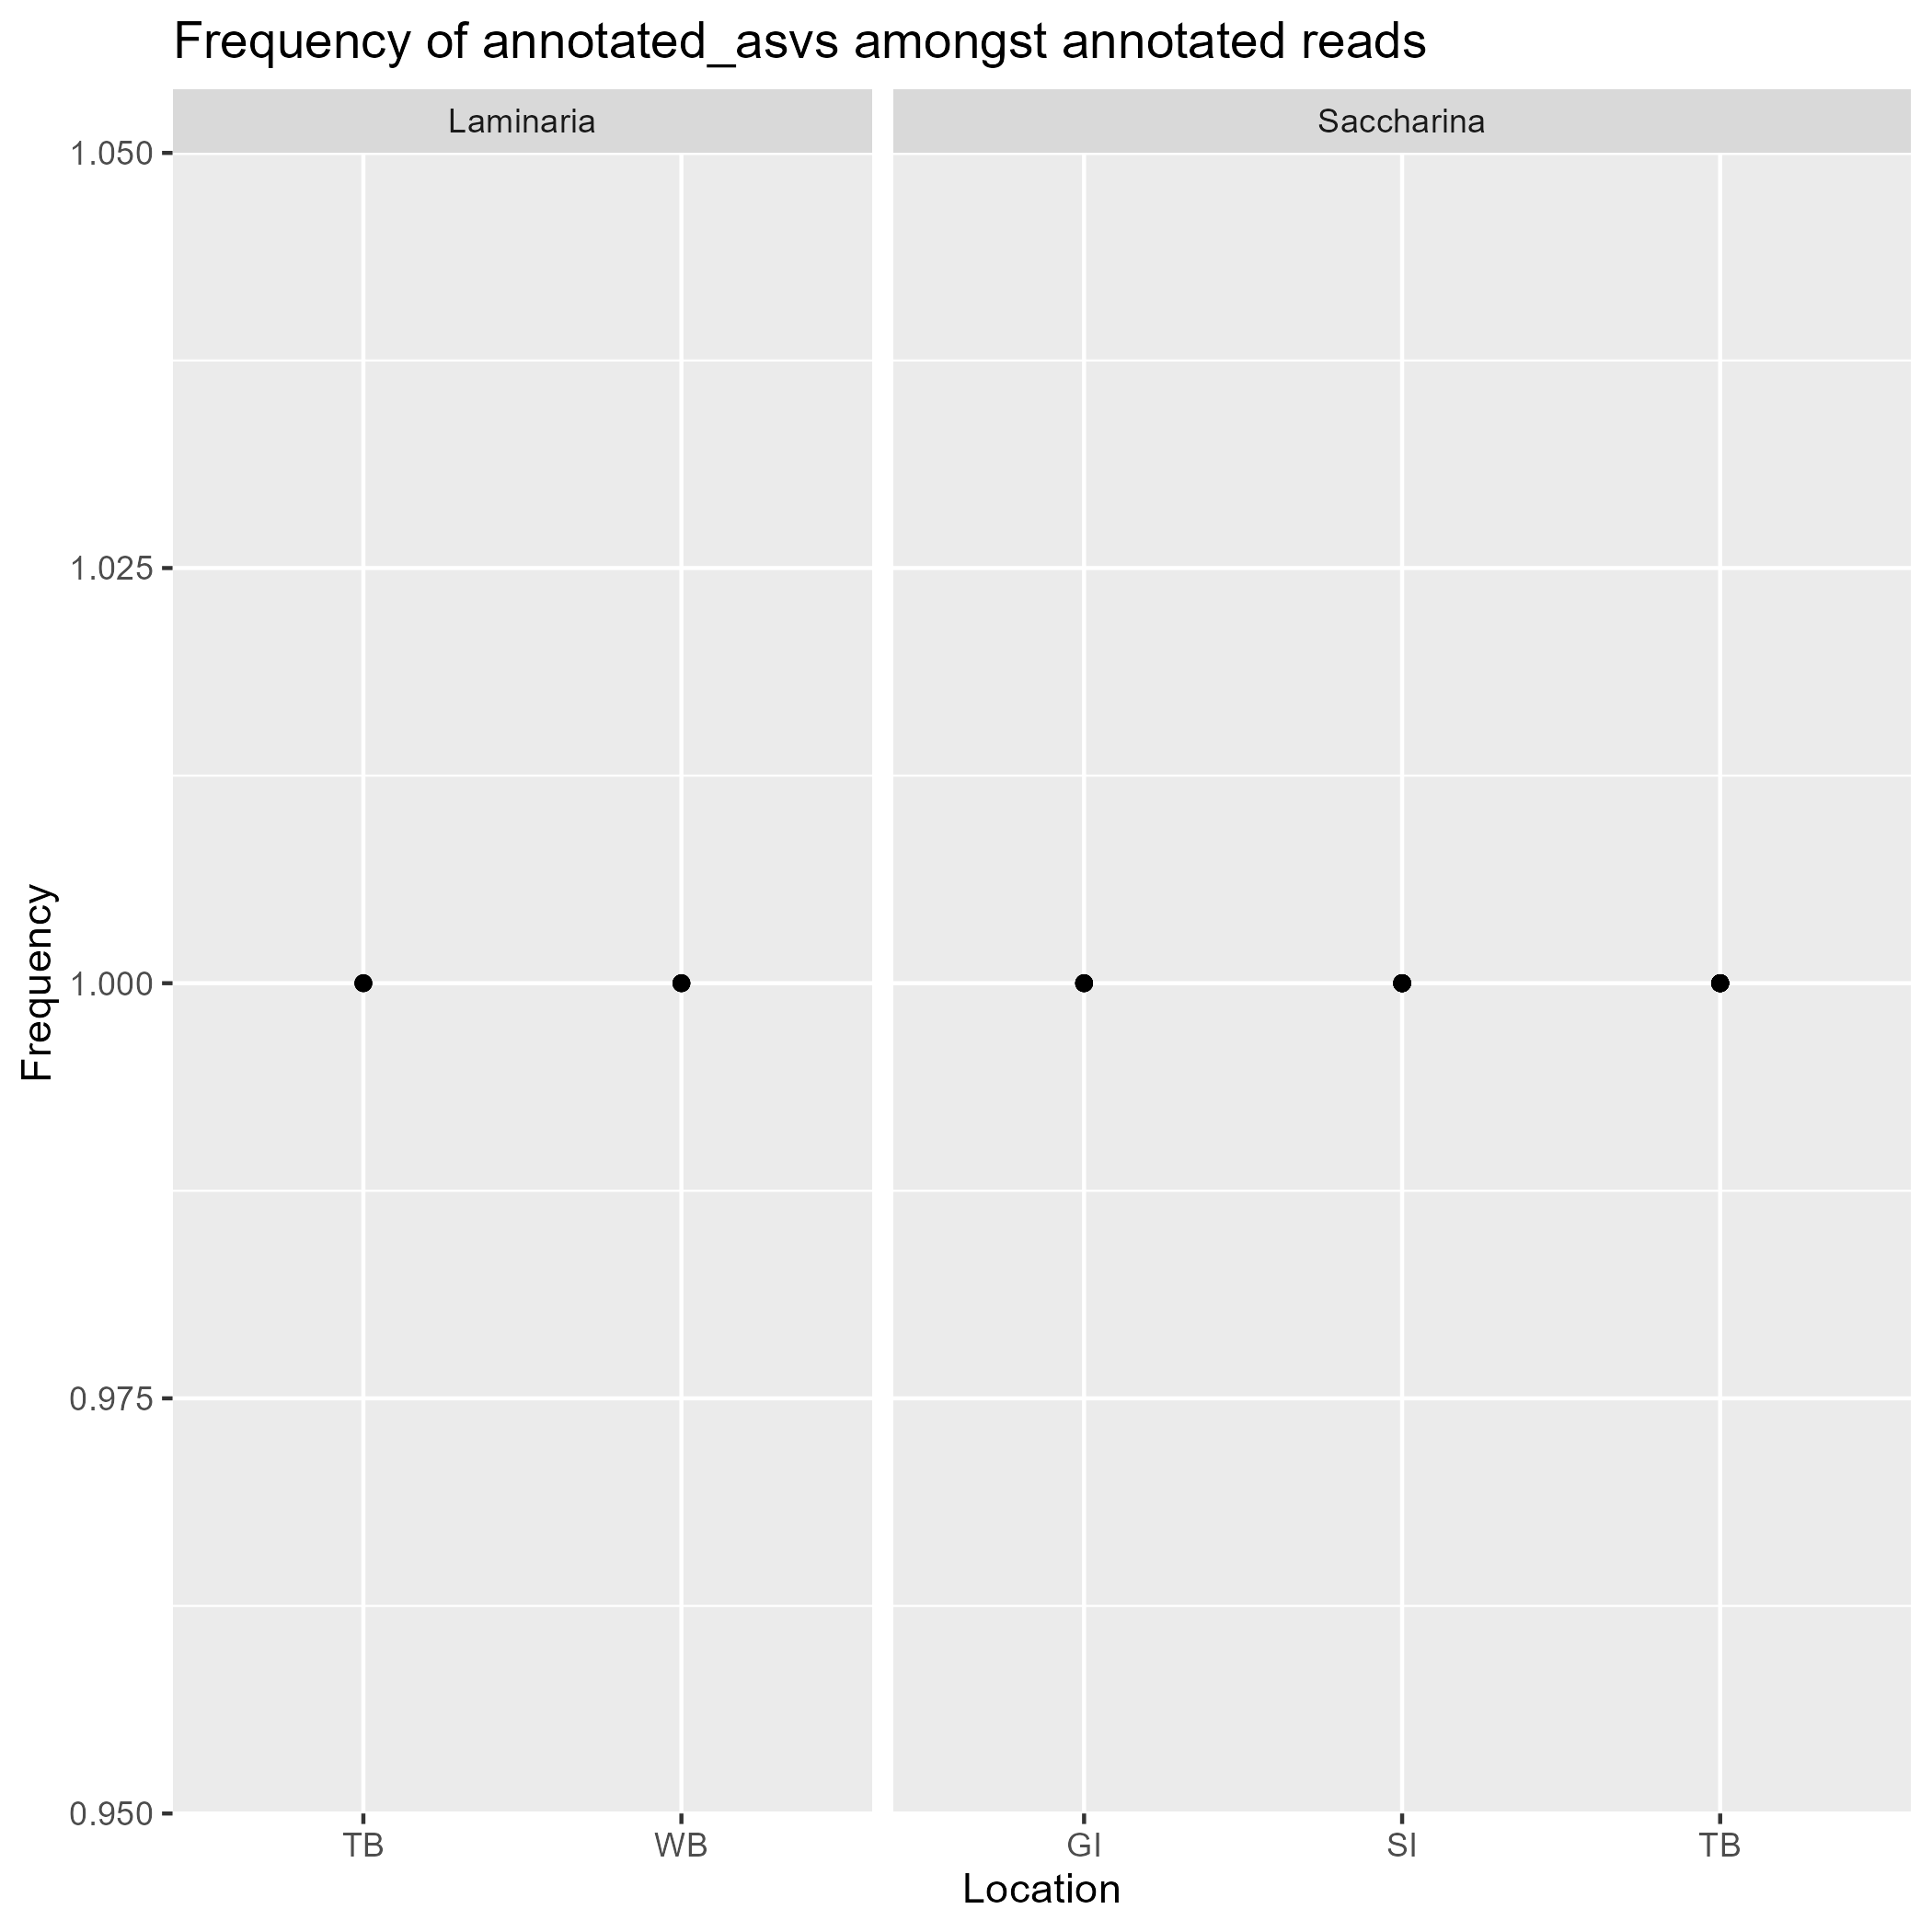 Frequency of annotated_asvs amongst annotated reads
Laminaria
Saccharina
1.050
1.025
1.000
0.975
0.950
Frequency
TB
WB
GI
SI
TB
Location